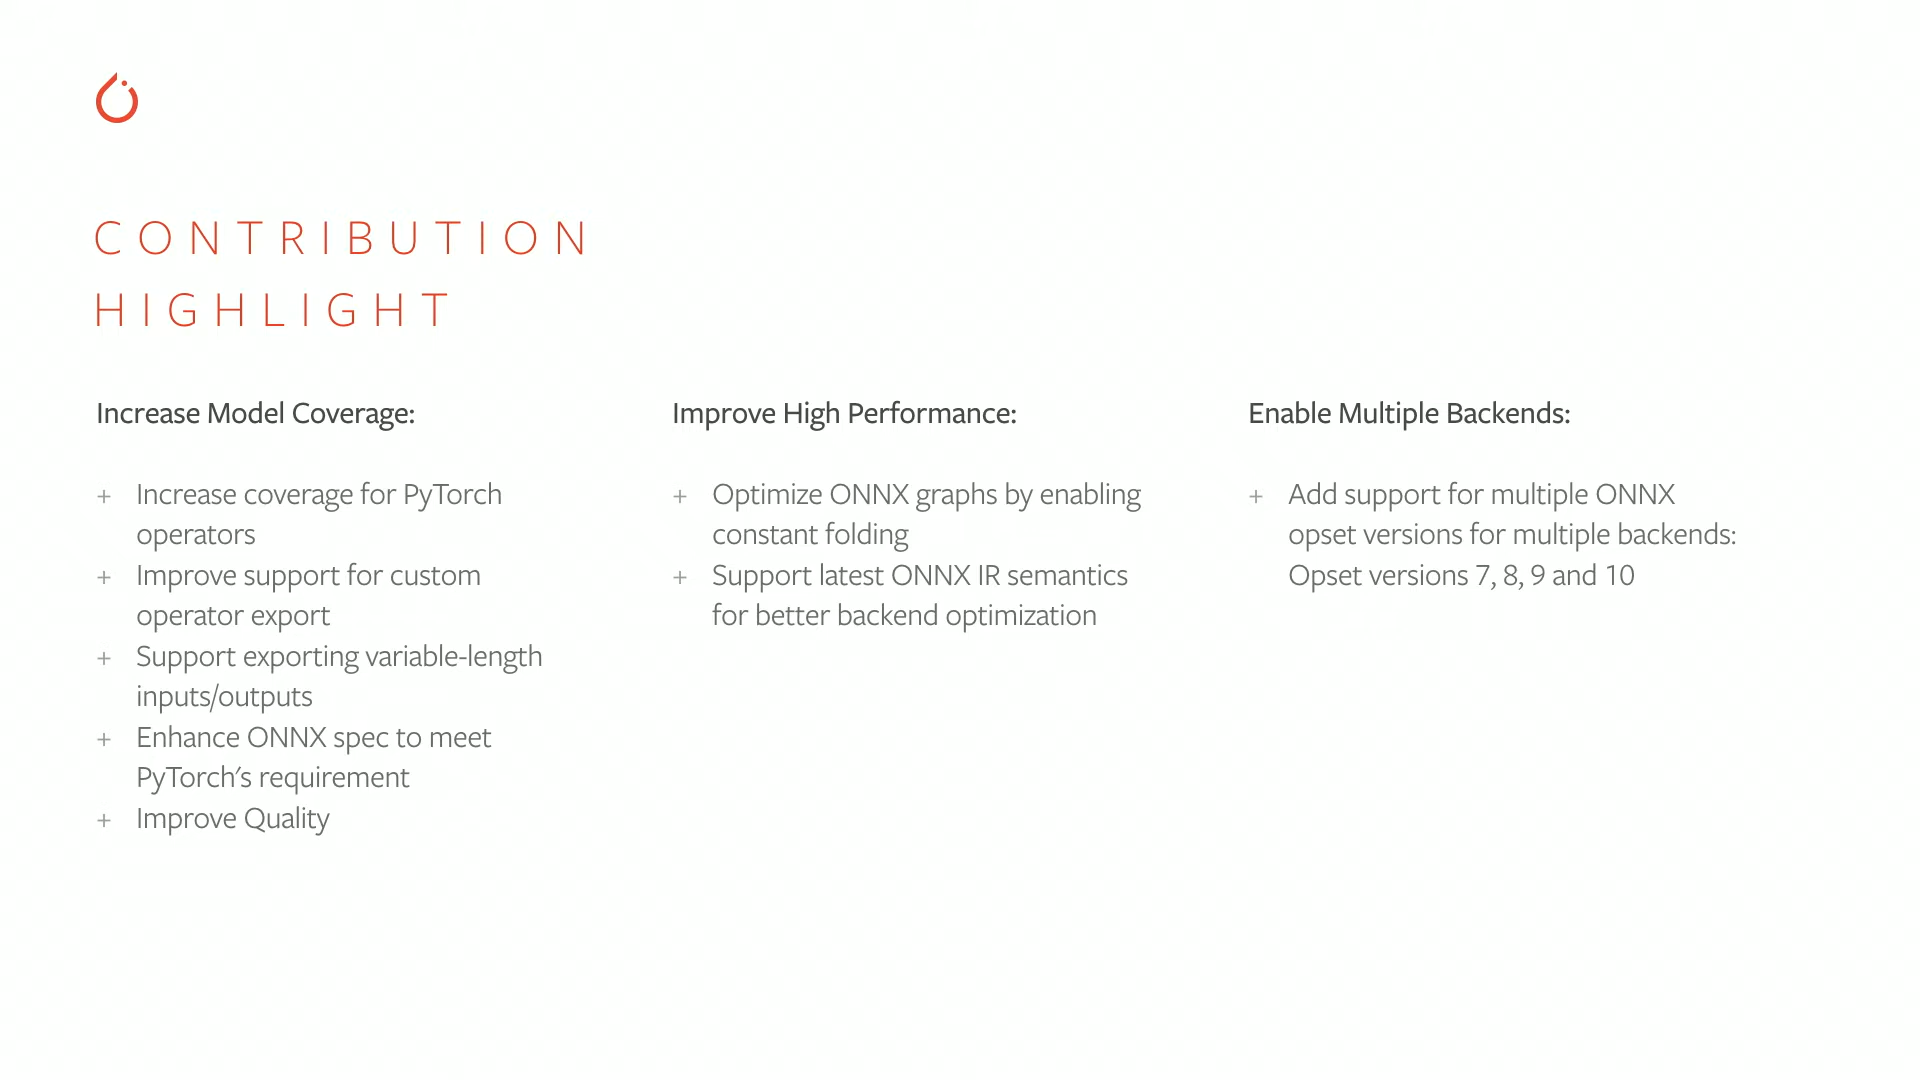 CONTRIBUTION
HIGHLIGHT
Increase Model Coverage:
+ Increase coverage for PyTorch
operators
+ Improve support for custom
operator export
+ Support exporting variable-length
inputs/outputs
+ Enhance ONNX spec to meet
PyTorch's requirement
+ Improve Quality
Improve High Performance:
+ Optimize ONNX graphs by enabling
constant folding
+ Support latest ONNX IR semantics
for better backend optimization
Enable Multiple Backends:
+ Add support for multiple ONNX
opset versions for multiple backends:
Opset versions 7, 8, 9 and 10